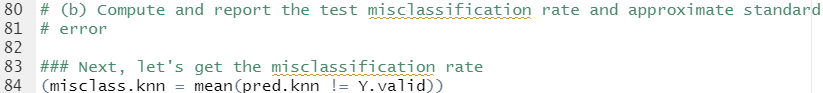 80 # (b) Compute and report the test misclassification rate and approximate standard
81 # error
82
83 ### Next, let's get the misclassification rate
84 (misclass.knn = mean(pred.knn != Y.valid))